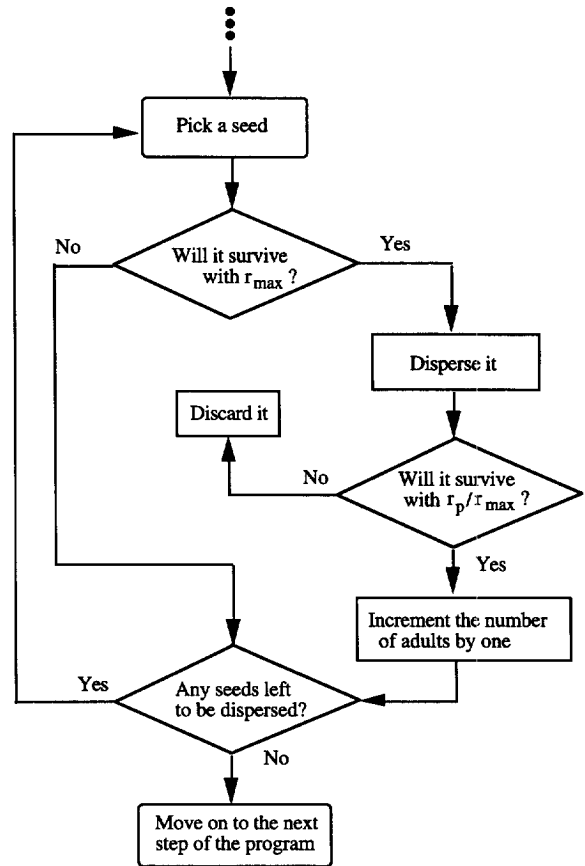 Pick a seed
No
Will it survive
with r_max ?
Yes
Disperse it
Discard it
No
Will it survive
with r_p/r_max ?
Yes
Increment the number
of adults by one
Yes
Any seeds left
to be dispersed?
No
Move on to the next
step of the program